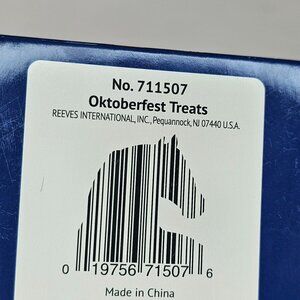 No. 711507
Oktoberfest Treats
REEVES INTERNATIONAL, INC., Pequannock, NJ 07440 U.S.A.
0 19756 71507 6
Made in China